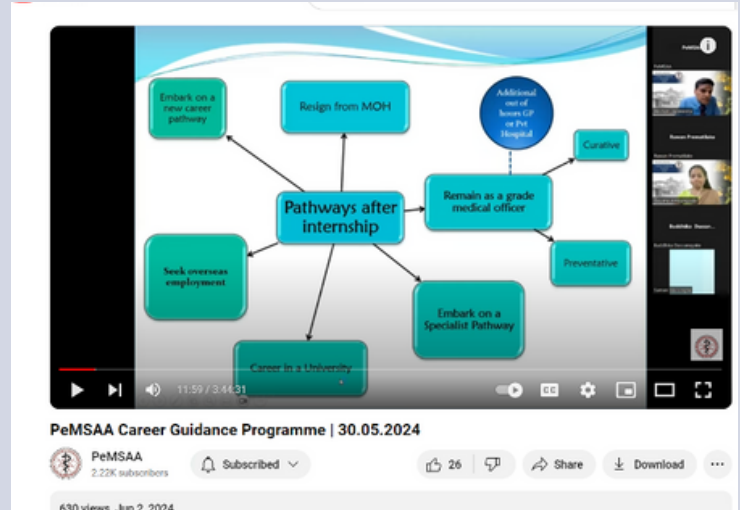 Embark on a
new career
pathway
Resign from MOH
Additional
out of
hours GP
or Pvt
Hospital
Curative
Pathways after
internship
Remain as a grade
medical officer
Preventative
Seek overseas
employment
Embark on a
Specialist Pathway
Career in a University
11:59 / 3:44:31
CC
PeMSAA Career Guidance Programme | 30.05.2024
PeMSAA
2.22K subscribers
Subscribed
26
Share
Download
630 views Jun 2, 2024